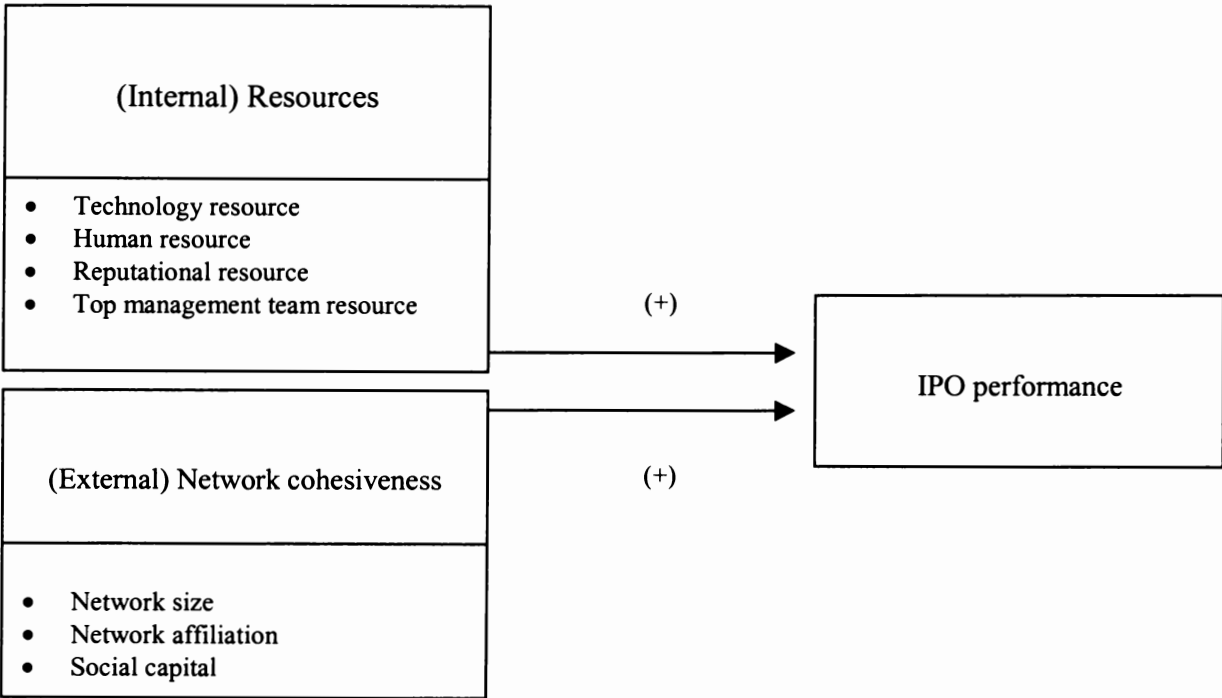 (Internal) Resources
• Technology resource
• Human resource
• Reputational resource
• Top management team resource
(+)
IPO performance
(External) Network cohesiveness
(+)
• Network size
• Network affiliation
• Social capital